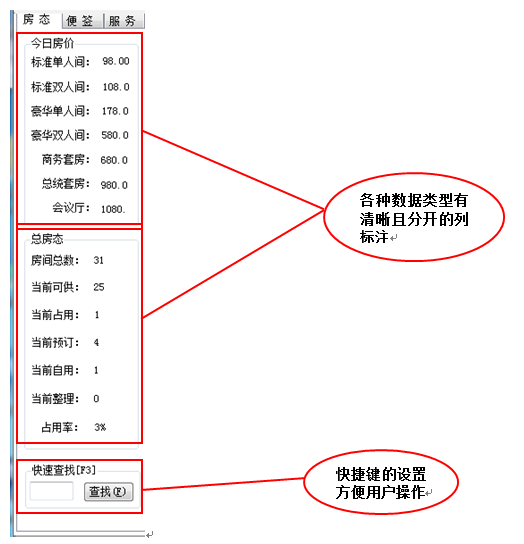 房态 便签 服务
今日房价
标准单人间: 98.00
标准双人间: 108.0
豪华单人间: 178.0
豪华双人间: 580.0
商务套房: 680.0
总统套房: 980.0
会议厅: 1080.
总房态
房间总数: 31
当前可供: 25
当前占用: 1
当前预订: 4
当前自用: 1
当前整理: 0
占用率: 3%
快速查找[F3]
查找(F)
各种数据类型有
清晰且分开的列
标注
快捷键的设置
方便用户操作